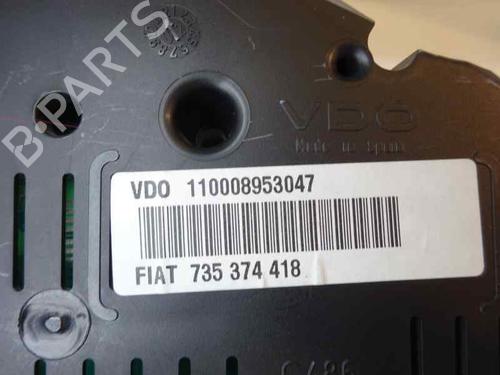 B-PARTS
VDO
Made in Spain
VDO 110008953047
FIAT 735 374 418